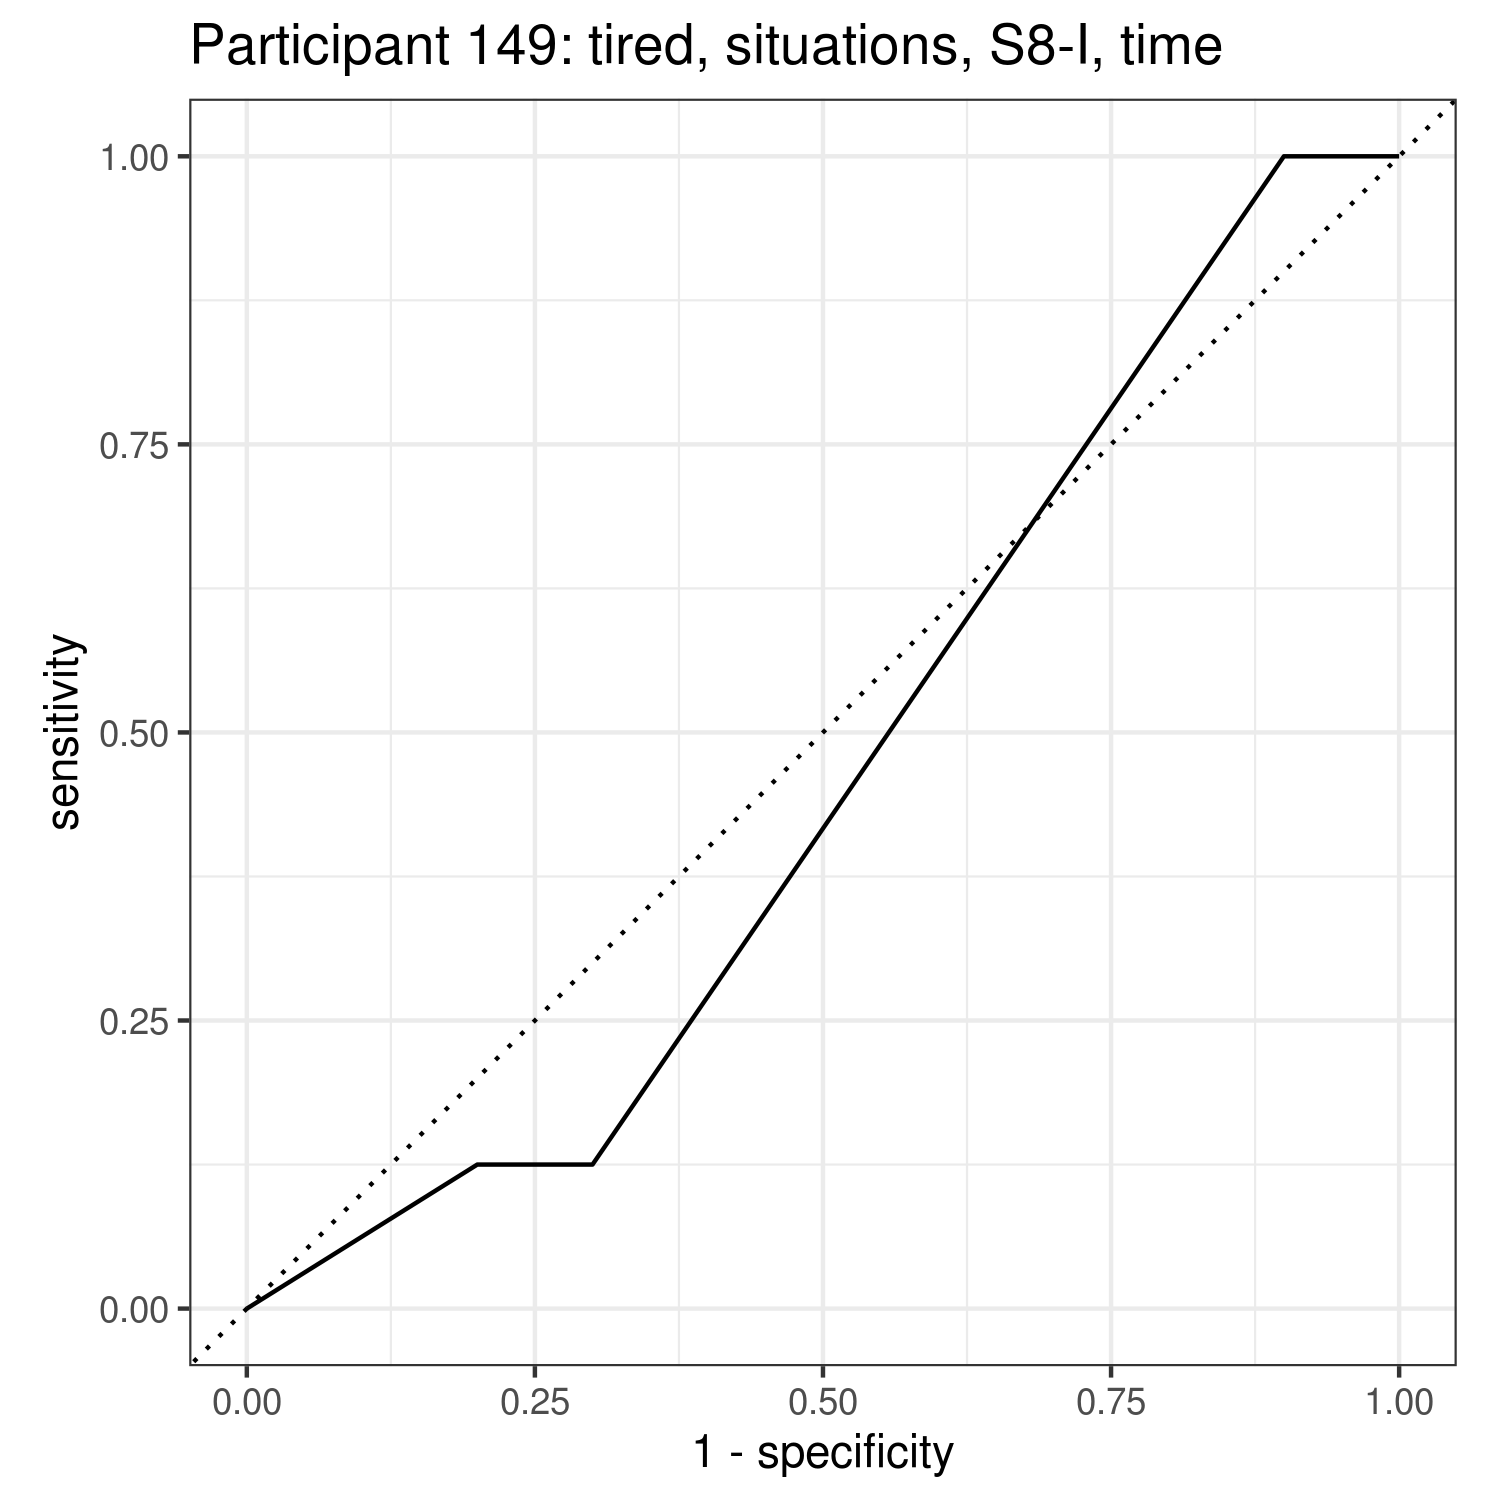 Participant 149: tired, situations, S8-I, time
1.00
0.75
0.50
0.25
0.00
sensitivity
0.00 0.25 0.50 0.75 1.00
1 - specificity